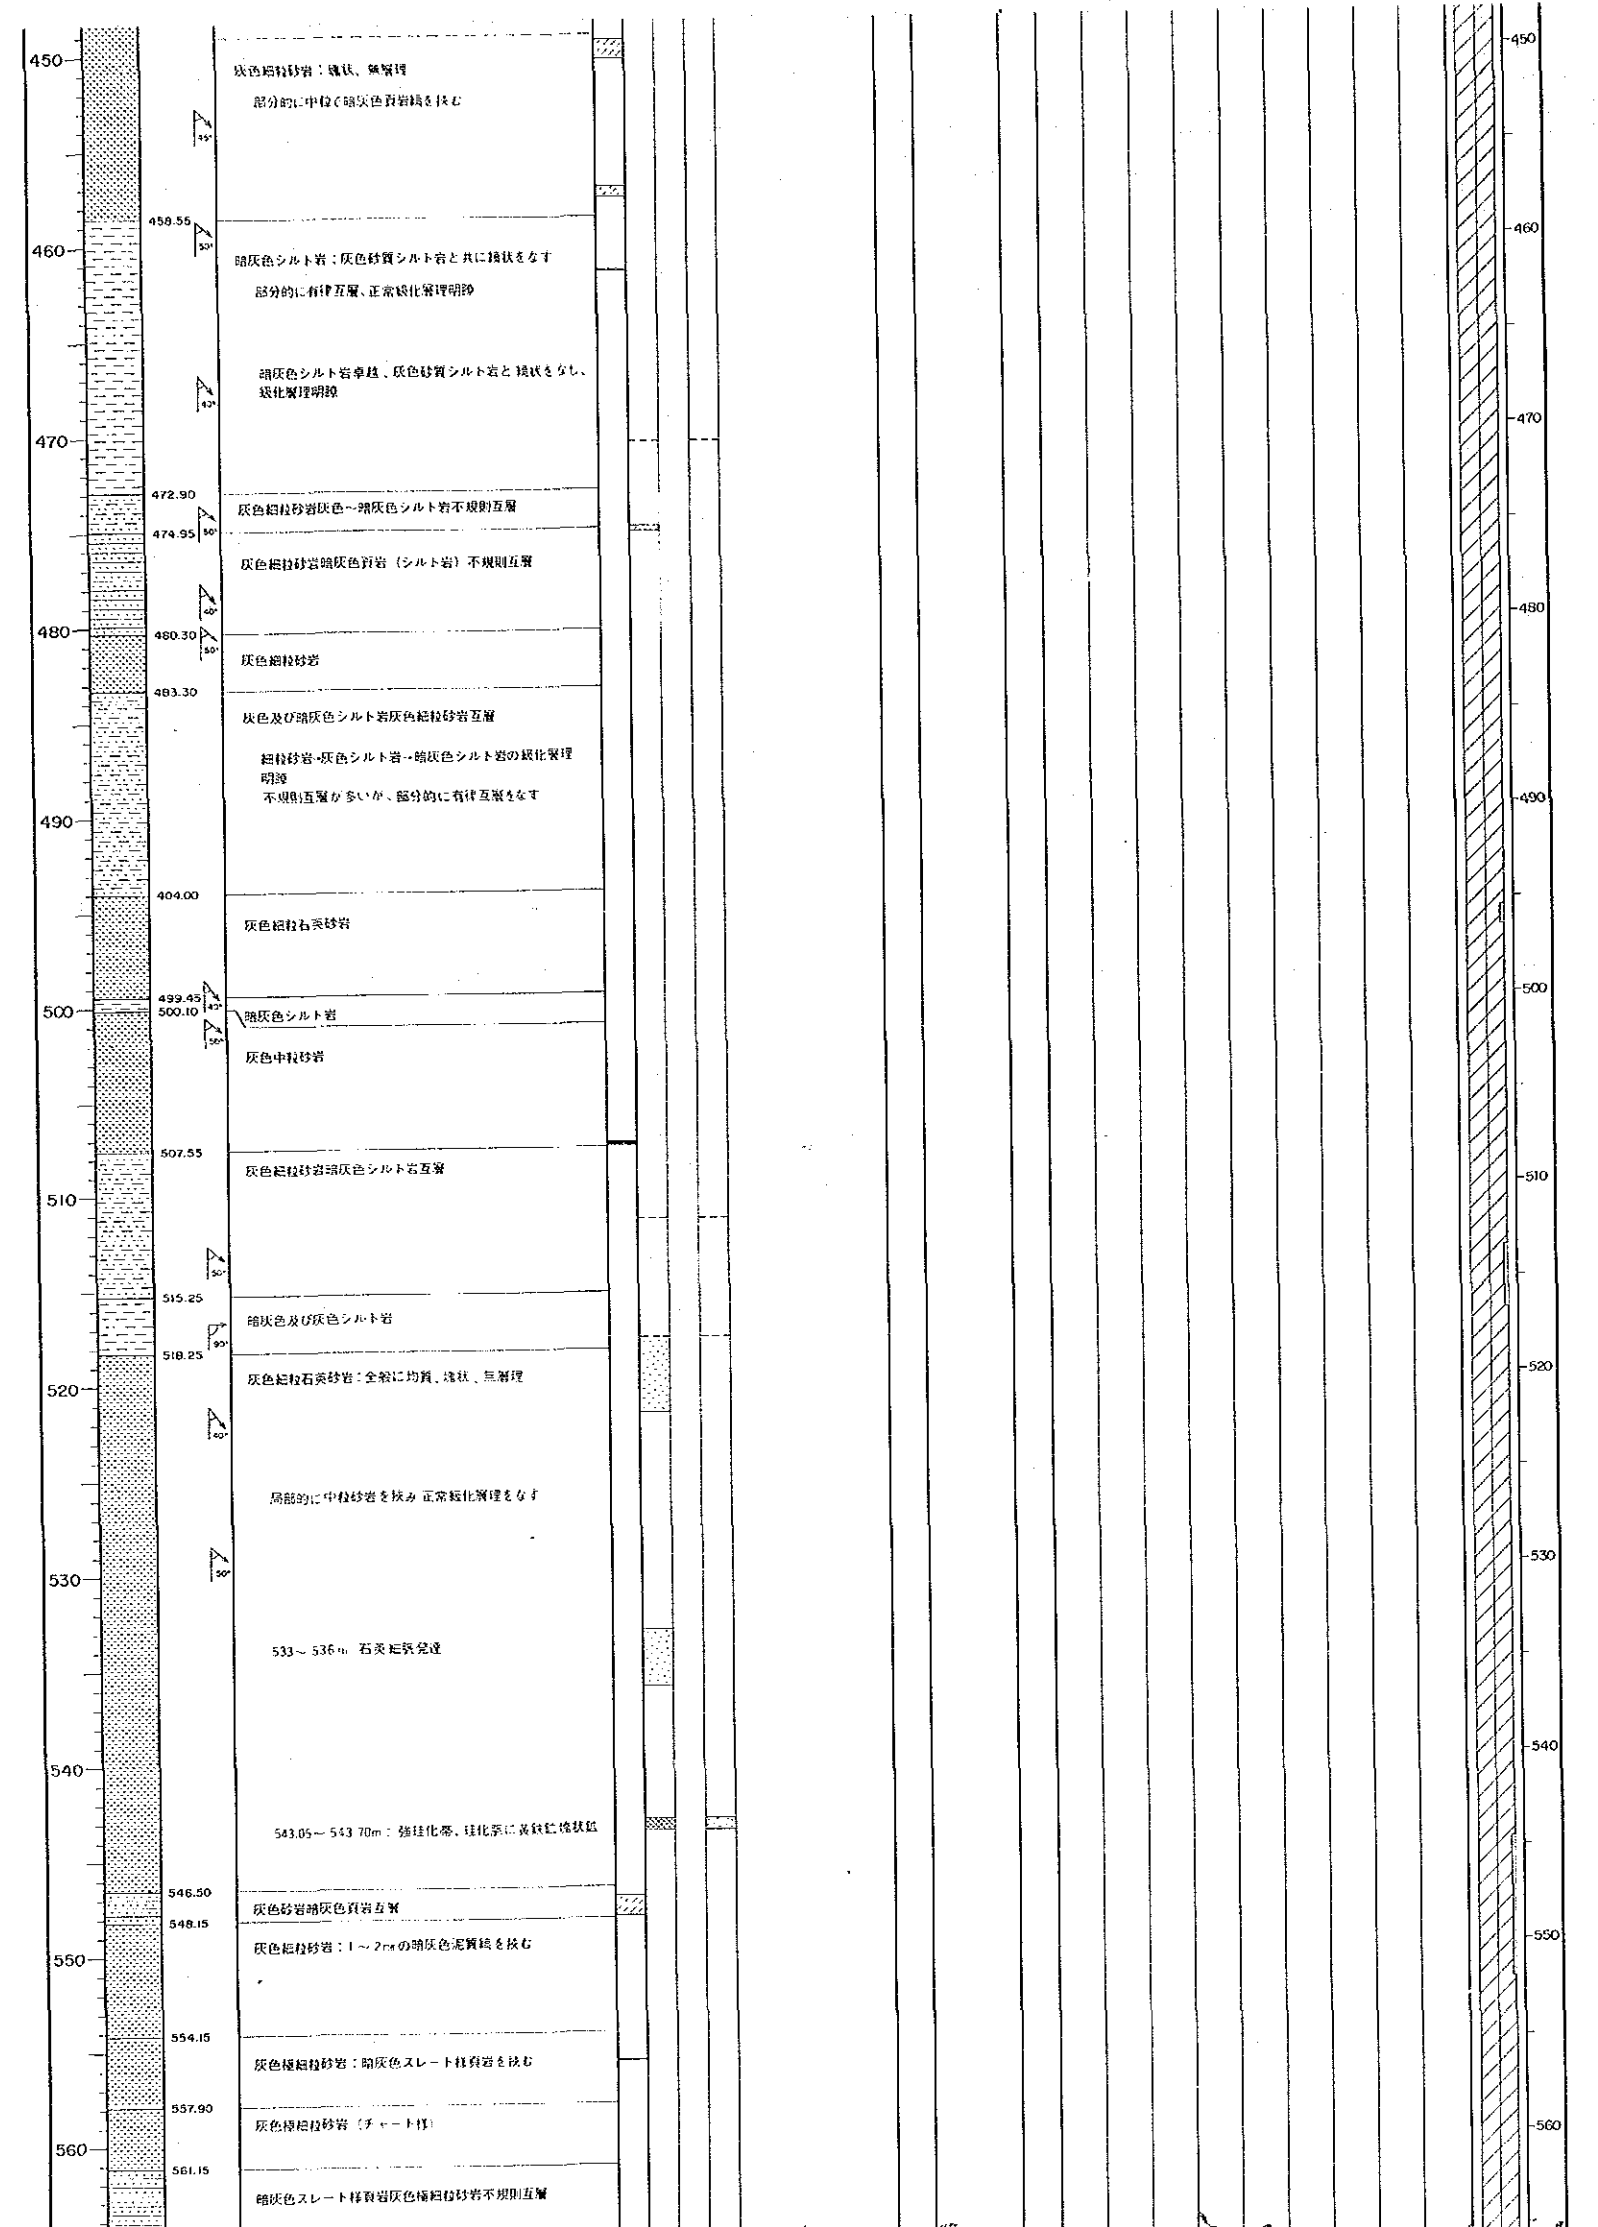 450
450
灰色細粒砂岩：塊状、無層理
部分的に中粒で暗灰色頁岩縞を挟む
45°
458.55
50°
460
460
暗灰色シルト岩：灰色砂質シルト岩と共に縞状をなす
部分的に有律互層、正常級化層理明瞭
暗灰色シルト岩卓越、灰色砂質シルト岩と縞状をなし、
級化層理明瞭
40°
470
470
472.90
灰色細粒砂岩灰色～暗灰色シルト岩不規則互層
50°
474.95
灰色細粒砂岩暗灰色頁岩（シルト岩）不規則互層
480
480
480.30
50°
灰色細粒砂岩
483.30
灰色及び暗灰色シルト岩灰色細粒砂岩互層
細粒砂岩→灰色シルト岩→暗灰色シルト岩の級化層理
明瞭
不規則互層が多いが、部分的に有律互層をなす
490
490
404.00
灰色細粒石英砂岩
499.45
500
500.10
500
暗灰色シルト岩
灰色中粒砂岩
507.55
灰色細粒砂岩暗灰色シルト岩互層
510
510
50°
515.25
暗灰色及び灰色シルト岩
90°
518.25
灰色細粒石英砂岩：全般に均質、塊状、無層理
520
520
40°
局部的に中粒砂岩を挟み正常級化層理をなす
530
530
50°
533～536m 石英細脈発達
540
540
543.05～543.70m：強珪化帯、珪化脈に黄鉄鉱塊状鉱
546.50
灰色砂岩暗灰色頁岩互層
548.15
灰色細粒砂岩：1～2㎜の暗灰色泥質縞を挟む
550
550
554.15
灰色極細粒砂岩：暗灰色スレート様頁岩を挟む
557.90
灰色極細粒砂岩（チャート様）
560
560
561.15
暗灰色スレート様頁岩灰色極細粒砂岩不規則互層